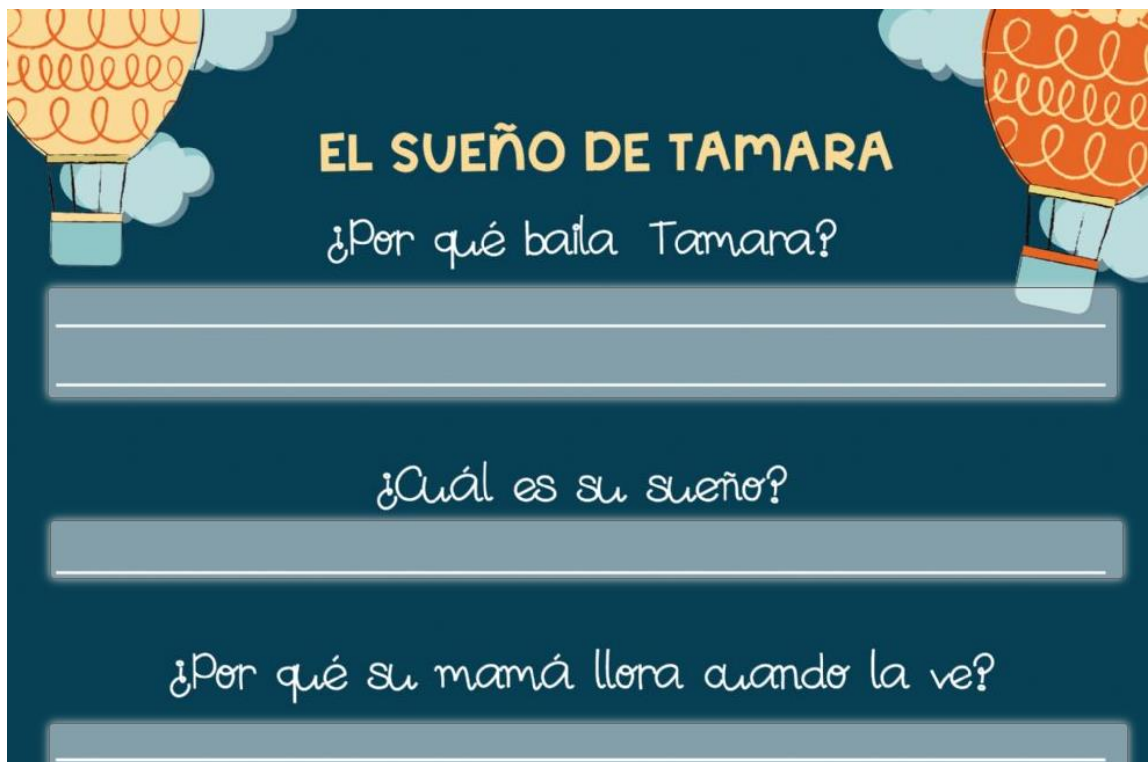 EL SUEÑO DE TAMARA
¿Por qué baila Tamara?
¿Cuál es su sueño?
¿Por qué su mamá llora cuando la ve?